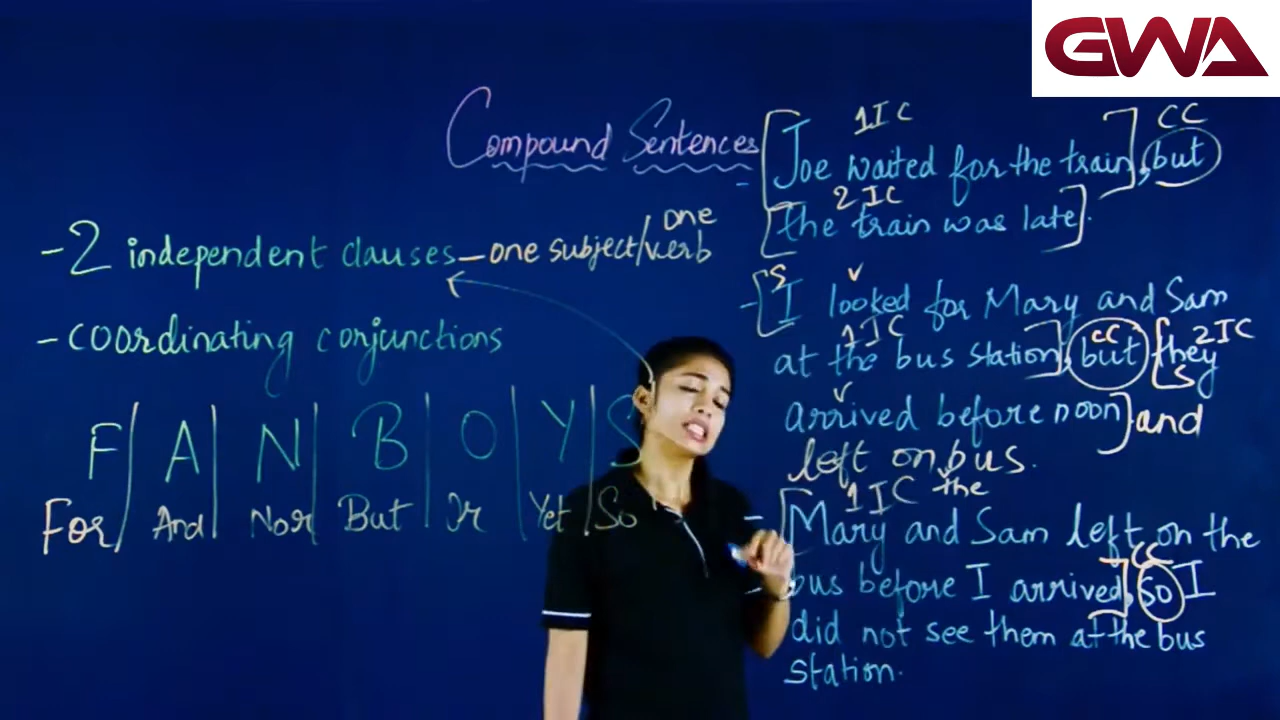 GWA
Compound Sentences
- 2 independent clauses - one subject/ one verb
- coordinating conjunctions
F | A | N | B | O | Y | S
For | And | Nor | But | Or | Yet | So
1IC CC
- [Joe waited for the train], but
2 IC
[the train was late].
S v
- [I looked for Mary and Sam
1IC CC 2IC
at the bus station], but [they
v S
arrived before noon] and
left on bus.
1IC the
- [Mary and Sam left on the
CC
bus before I arrived], so I
did not see them at the bus
station.